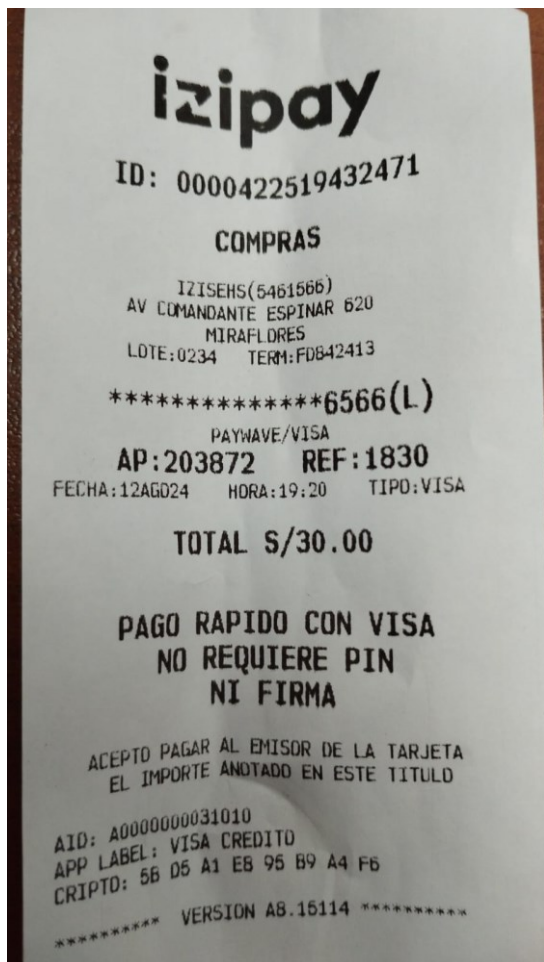 izipay
ID: 0000422519432471
COMPRAS
IZISEHS(5461566)
AV COMANDANTE ESPINAR 620
MIRAFLORES
LOTE:0234 TERM:FD842413
**************6566(L)
PAYWAVE/VISA
AP:203872 REF:1830
FECHA:12AGO24 HORA:19:20 TIPO:VISA
TOTAL S/30.00
PAGO RAPIDO CON VISA
NO REQUIERE PIN
NI FIRMA
ACEPTO PAGAR AL EMISOR DE LA TARJETA
EL IMPORTE ANOTADO EN ESTE TITULO
AID: A0000000031010
APP LABEL: VISA CREDITO
CRIPTO: 5B D5 A1 E8 95 B9 A4 F6
********** VERSION A8.15114 **********